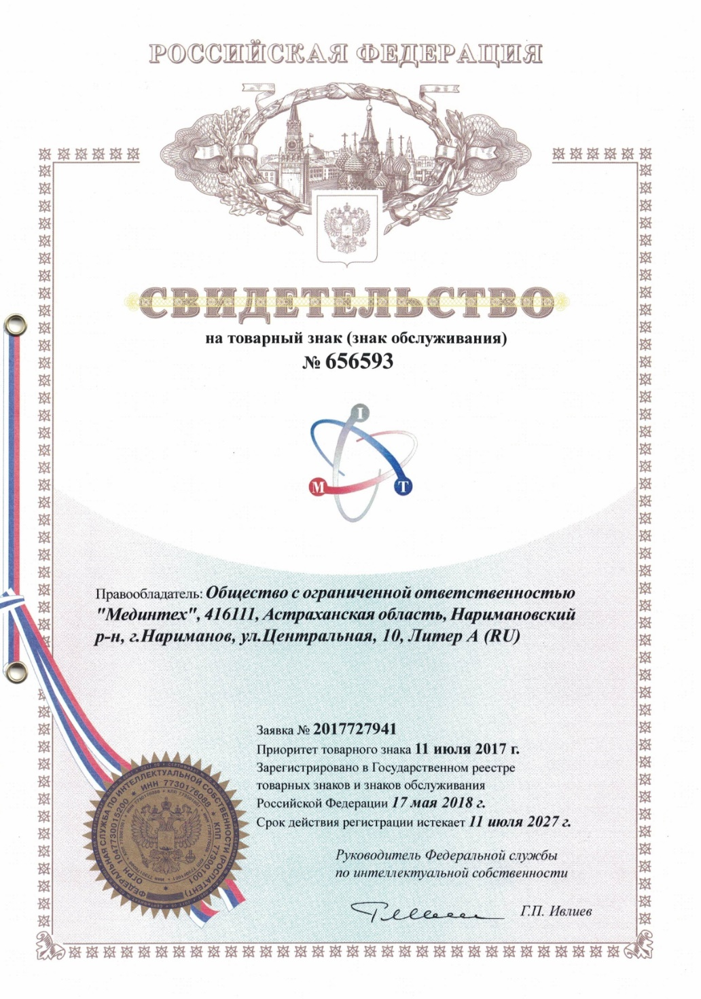 РОССИЙСКАЯ ФЕДЕРАЦИЯ
СВИДЕТЕЛЬСТВО
на товарный знак (знак обслуживания)
№ 656593
I
М Т
Правообладатель: Общество с ограниченной ответственностью
"Мединтех", 416111, Астраханская область, Наримановский
р-н, г.Нариманов, ул.Центральная, 10, Литер А (RU)
Заявка № 2017727941
Приоритет товарного знака 11 июля 2017 г.
Зарегистрировано в Государственном реестре
товарных знаков и знаков обслуживания
Российской Федерации 17 мая 2018 г.
Срок действия регистрации истекает 11 июля 2027 г.
Руководитель Федеральной службы
по интеллектуальной собственности
Г.П. Ивлиев
ФЕДЕРАЛЬНАЯ СЛУЖБА ПО ИНТЕЛЛЕКТУАЛЬНОЙ СОБСТВЕННОСТИ (РОСПАТЕНТ)
ОГРН 1047730015200 * ИНН 7730176088 * КПП 773001001